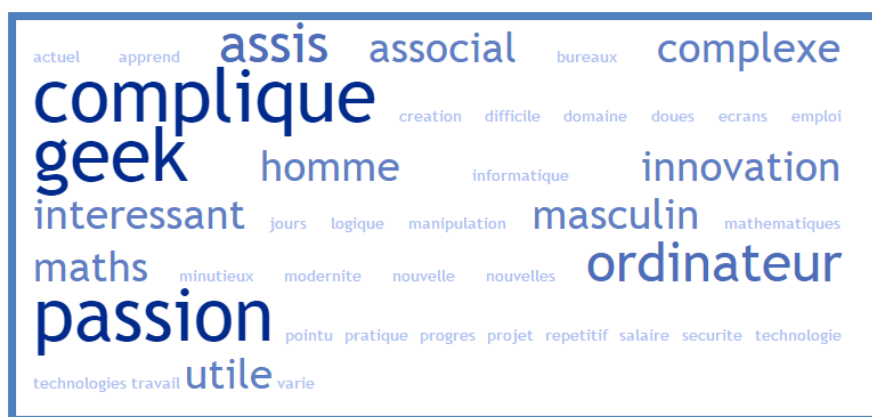 actuel apprend assis associal bureaux complexe
complique creation difficile domaine doues ecrans emploi
geek homme informatique innovation
interessant jours logique manipulation masculin mathematiques
maths minutieux modernite nouvelle nouvelles ordinateur
passion pointu pratique progres projet repetitif salaire securite technologie
technologies travail utile varie